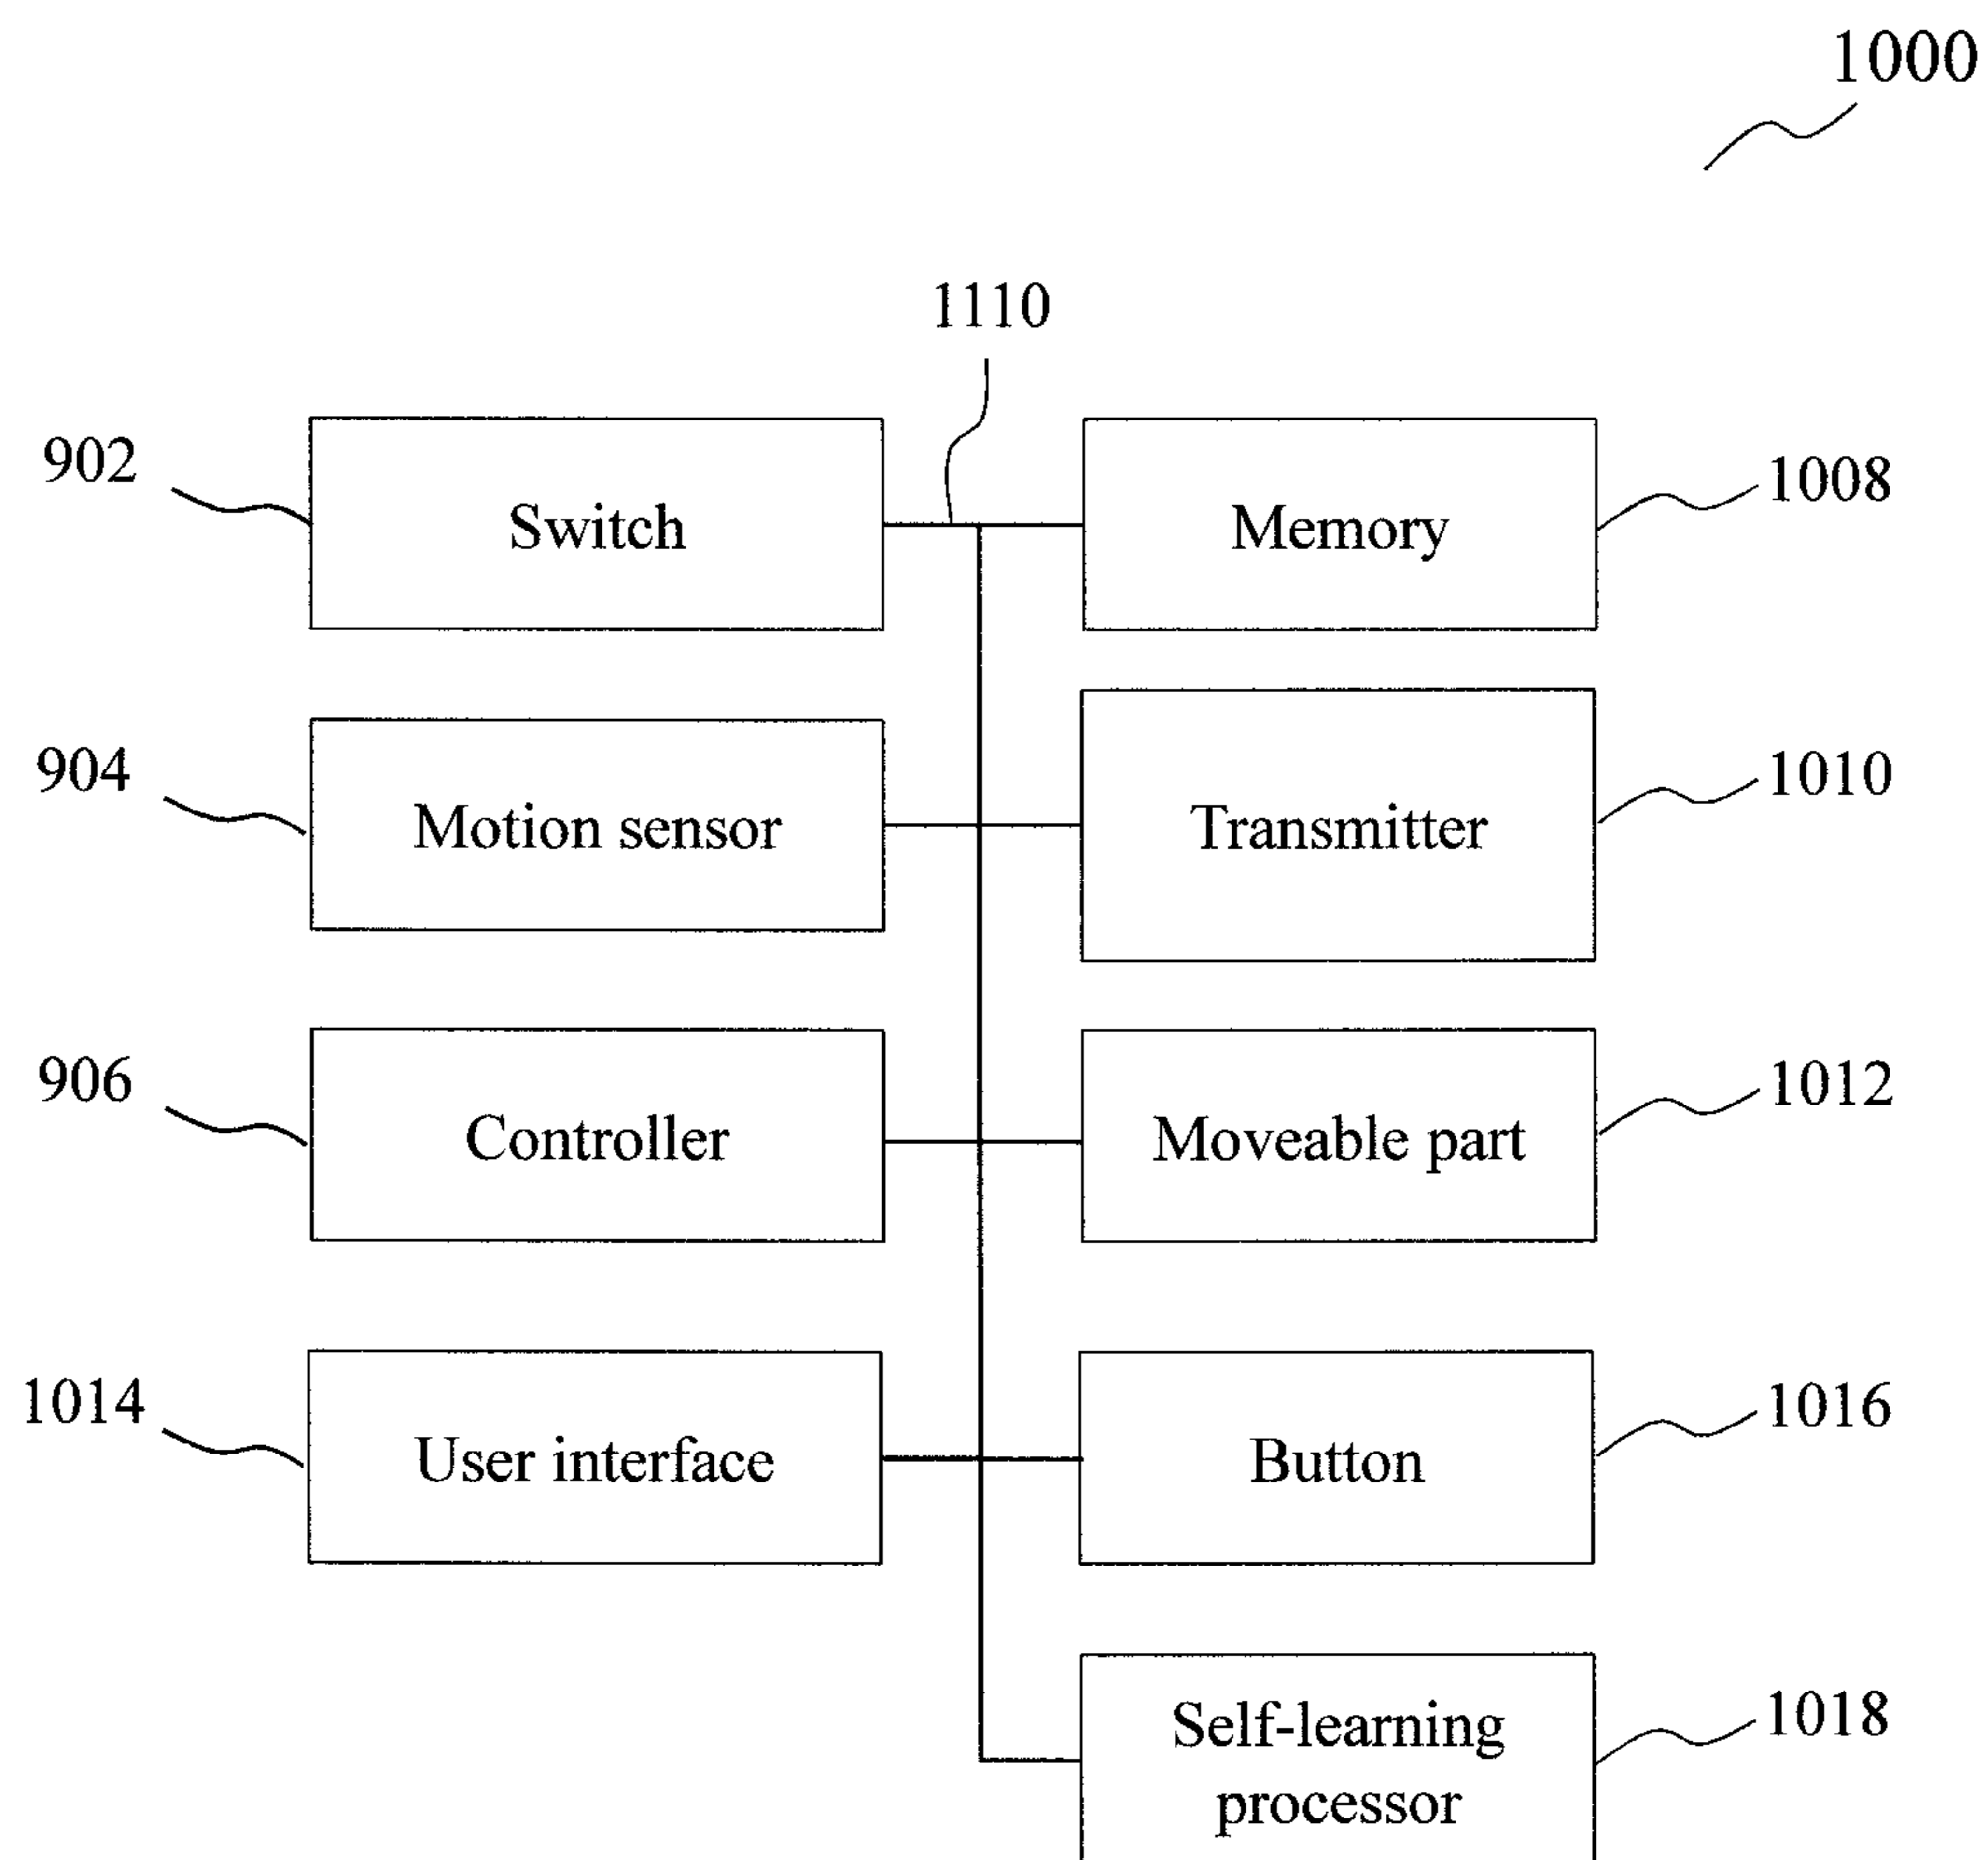 1000
1110
902
Switch
Memory
1008
904
Motion sensor
Transmitter
1010
906
Controller
Moveable part
1012
1014
User interface
Button
1016
Self-learning
processor
1018